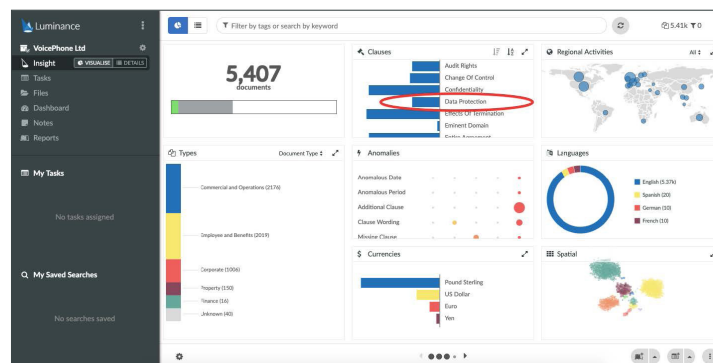 Luminance
VoicePhone Ltd
Insight
VISUALISE
DETAILS
Tasks
Files
Dashboard
Notes
Reports
My Tasks
No tasks assigned
My Saved Searches
No searches saved
Filter by tags or search by keyword
5.41k
0
5,407
documents
Clauses
Audit Rights
Change Of Control
Confidentiality
Data Protection
Effects Of Termination
Eminent Domain
Entire Agreement
Regional Activities
All
Types
Document Type
Commercial and Operations (2176)
Employee and Benefits (2019)
Corporate (1006)
Property (150)
Finance (16)
Unknown (40)
Anomalies
Anomalous Date
Anomalous Period
Additional Clause
Clause Wording
Missing Clause
Languages
English (5.37k)
Spanish (20)
German (10)
French (10)
$ Currencies
Pound Sterling
US Dollar
Euro
Yen
Spatial